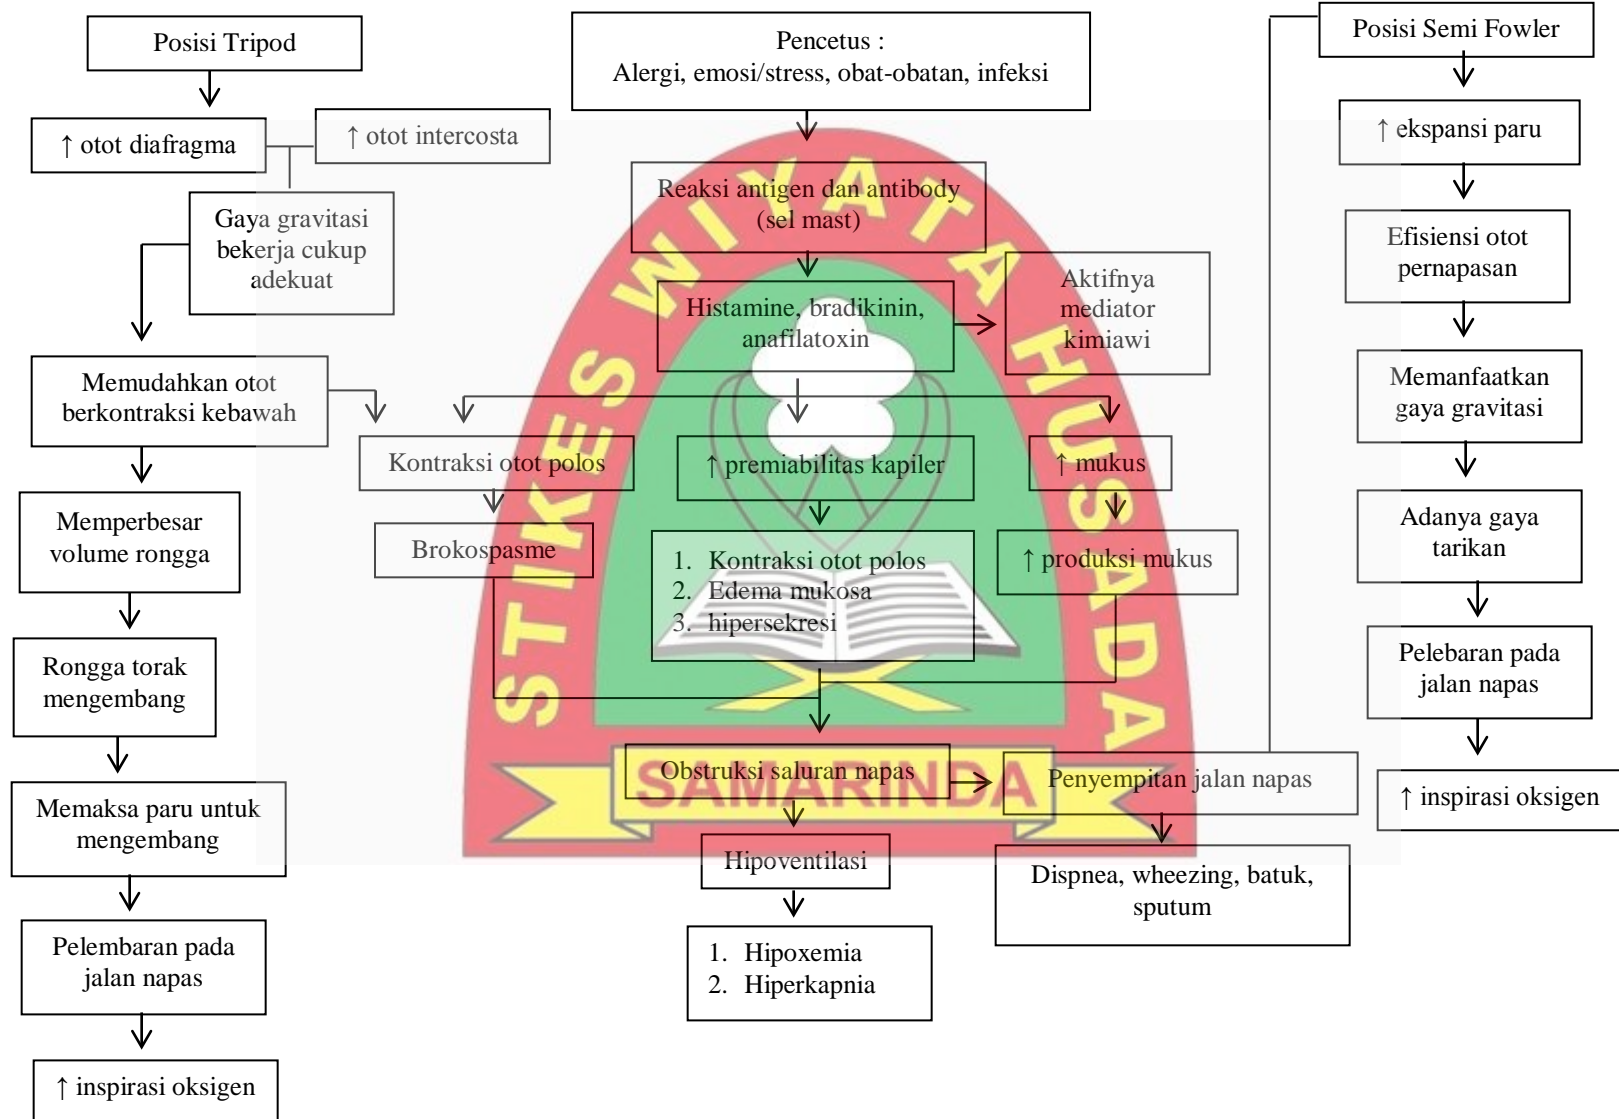 Posisi Tripod
↑ otot diafragma
↑ otot intercosta
Gaya gravitasi
bekerja cukup
adekuat
Memudahkan otot
berkontraksi kebawah
Memperbesar
volume rongga
Rongga torak
mengembang
Memaksa paru untuk
mengembang
Pelembaran pada
jalan napas
↑ inspirasi oksigen
Pencetus :
Alergi, emosi/stress, obat-obatan, infeksi
Reaksi antigen dan antibody
(sel mast)
Histamine, bradikinin,
anafilatoxin
Aktifnya
mediator
kimiawi
Kontraksi otot polos
↑ premiabilitas kapiler
↑ mukus
Brokospasme
1. Kontraksi otot polos
2. Edema mukosa
3. hipersekresi
↑ produksi mukus
Obstruksi saluran napas
Penyempitan jalan napas
Hipoventilasi
Dispnea, wheezing, batuk,
sputum
1. Hipoxemia
2. Hiperkapnia
Posisi Semi Fowler
↑ ekspansi paru
Efisiensi otot
pernapasan
Memanfaatkan
gaya gravitasi
Adanya gaya
tarikan
Pelebaran pada
jalan napas
↑ inspirasi oksigen
STIKES WIYATA HUSADA
SAMARINDA